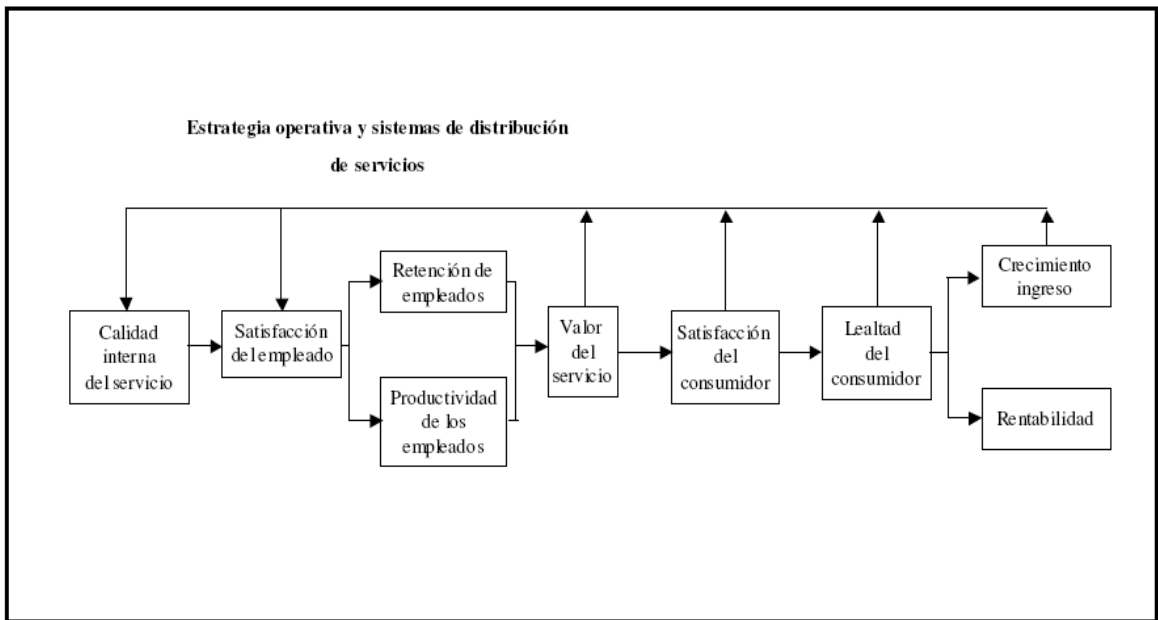 Estrategia operativa y sistemas de distribución
de servicios
Calidad
interna
del servicio
Satisfacción
del empleado
Retención de
empleados
Productividad
de los
empleados
Valor
del
servicio
Satisfacción
del
consumidor
Lealtad
del
consumidor
Crecimiento
ingreso
Rentabilidad